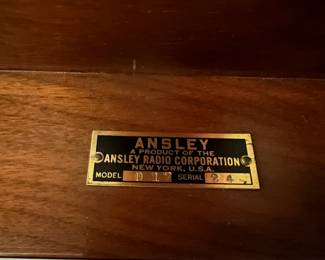 ANSLEY
A PRODUCT OF THE
ANSLEY RADIO CORPORATION
NEW YORK, U.S.A.
MODEL SERIAL